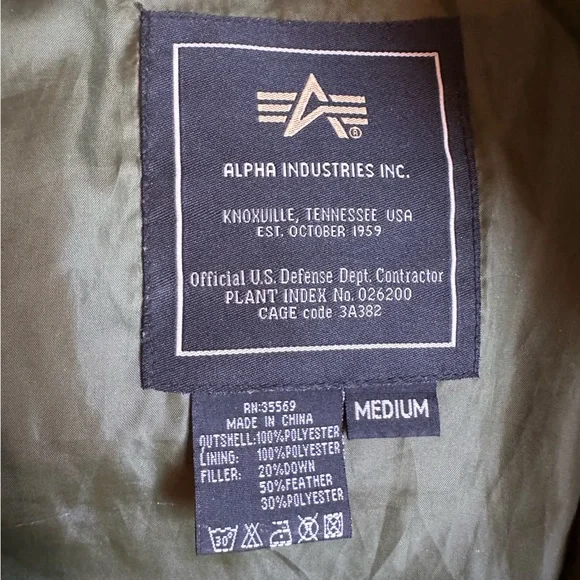 ®
ALPHA INDUSTRIES INC.
KNOXVILLE, TENNESSEE USA
EST. OCTOBER 1959
Official U.S. Defense Dept. Contractor
PLANT INDEX No. 026200
CAGE code 3A382
RN:35569
MADE IN CHINA
OUTSHELL:100%POLYESTER
LINING: 100%POLYESTER
FILLER: 20%DOWN
50%FEATHER
30%POLYESTER
30°
MEDIUM